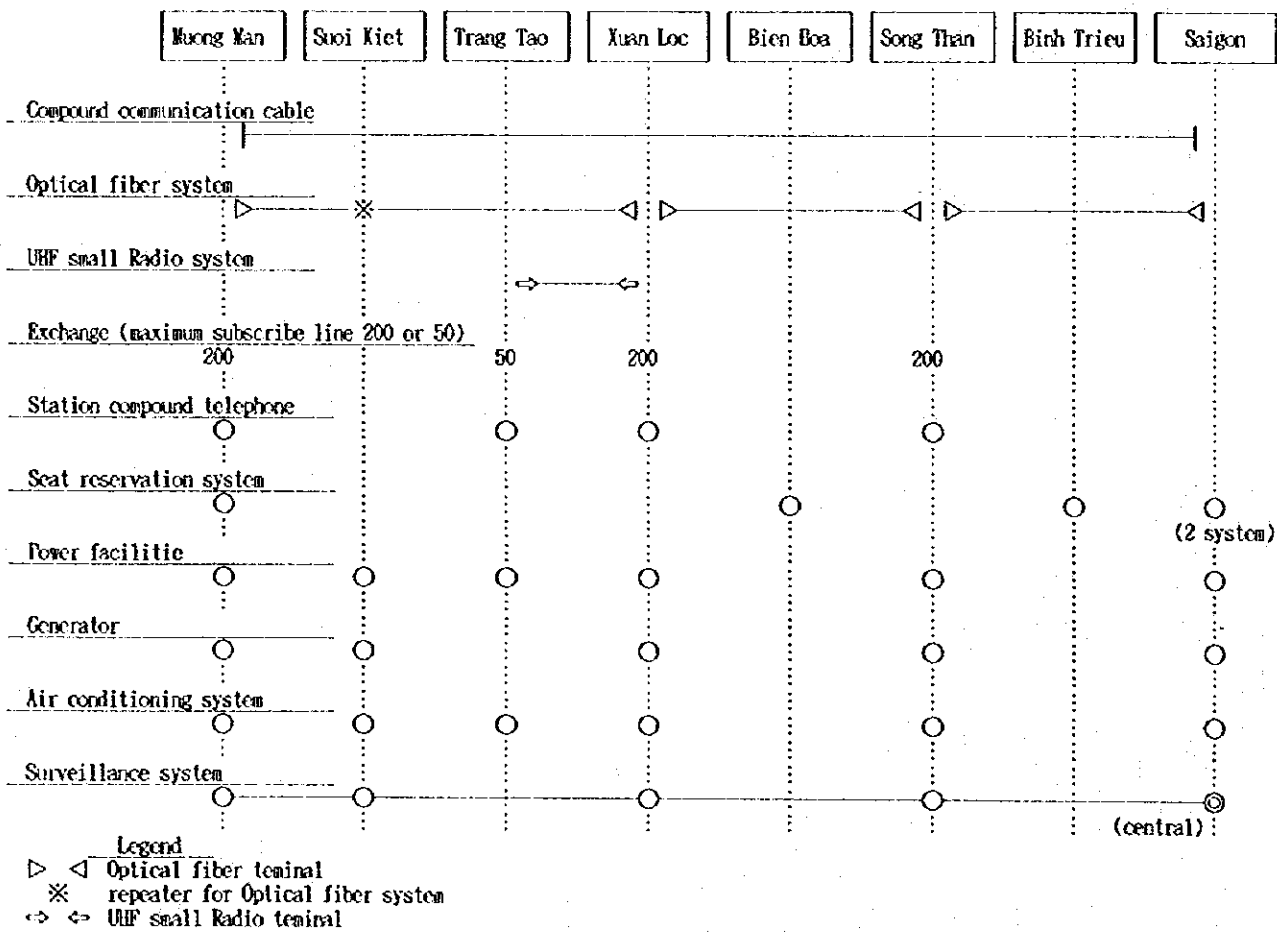 Muong Man Suoi Kiet Trang Tao Xuan Loc Bien Hoa Song Than Binh Trieu Saigon
Compound communication cable
Optical fiber system
UHF small Radio system
Exchange (maximum subscribe line 200 or 50)
200 50 200 200
Station compound telephone
Seat reservation system
(2 system)
Power facilitie
Generator
Air conditioning system
Surveillance system
(central)
Legend
▷ ◁ Optical fiber teminal
※ repeater for Optical fiber system
⇨ ⇦ UHF small Radio teminal